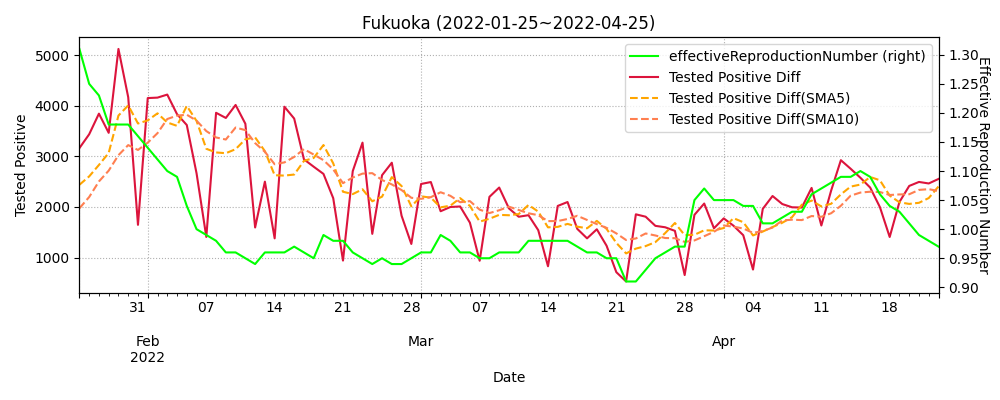 Fukuoka (2022-01-25~2022-04-25)
effectiveReproductionNumber (right)
Tested Positive Diff
Tested Positive Diff(SMA5)
Tested Positive Diff(SMA10)
Tested Positive
5000
4000
3000
2000
1000
1.30
1.25
1.20
1.15
1.10
1.05
1.00
0.95
0.90
Effective Reproduction Number
31 07 14 21 28 07 14 21 28 04 11 18
Feb Mar Apr
2022
Date